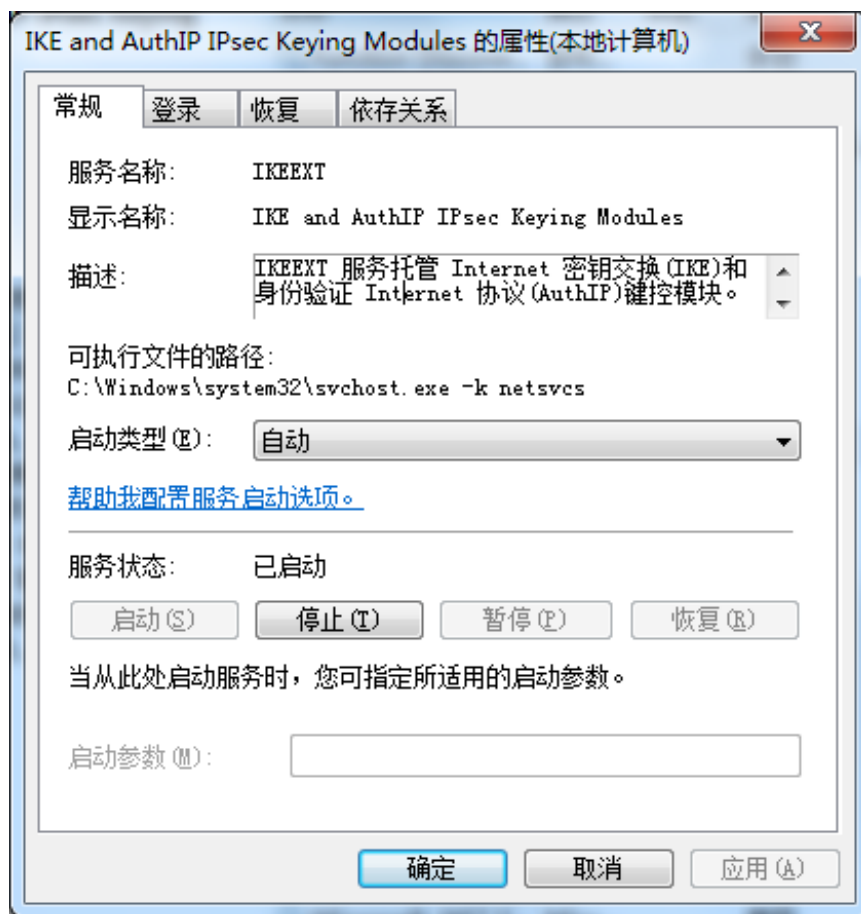 IKE and AuthIP IPsec Keying Modules 的属性(本地计算机)
常规 登录 恢复 依存关系
服务名称: IKEEXT
显示名称: IKE and AuthIP IPsec Keying Modules
描述: IKEEXT 服务托管 Internet 密钥交换(IKE)和
身份验证 Internet 协议(AuthIP)键控模块。
可执行文件的路径:
C:\Windows\system32\svchost.exe -k netsvcs
启动类型(E): 自动
帮助我配置服务启动选项。
服务状态: 已启动
启动(S) 停止(T) 暂停(P) 恢复(R)
当从此处启动服务时，您可指定所适用的启动参数。
启动参数(M):
确定 取消 应用(A)